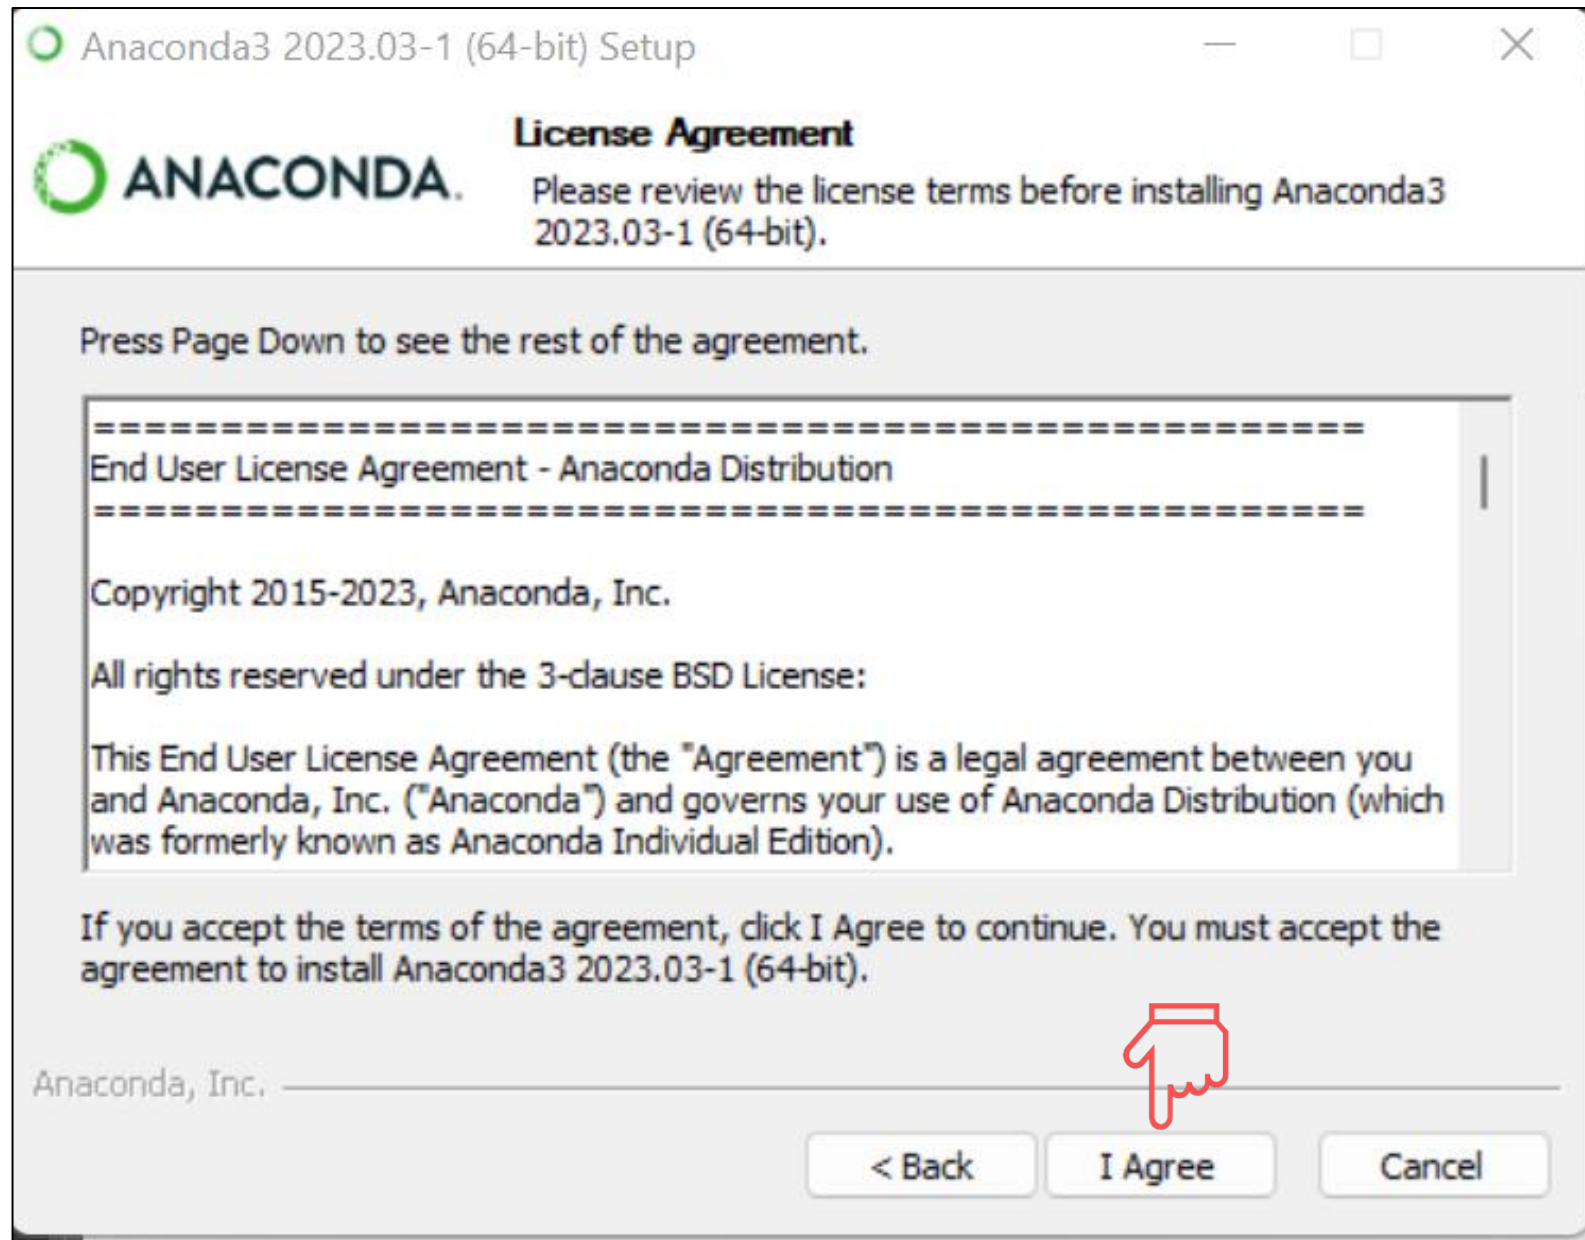 Anaconda3 2023.03-1 (64-bit) Setup
ANACONDA.
License Agreement
Please review the license terms before installing Anaconda3
2023.03-1 (64-bit).
Press Page Down to see the rest of the agreement.
==================================================
End User License Agreement - Anaconda Distribution
==================================================
Copyright 2015-2023, Anaconda, Inc.
All rights reserved under the 3-clause BSD License:
This End User License Agreement (the "Agreement") is a legal agreement between you
and Anaconda, Inc. ("Anaconda") and governs your use of Anaconda Distribution (which
was formerly known as Anaconda Individual Edition).
If you accept the terms of the agreement, click I Agree to continue. You must accept the
agreement to install Anaconda3 2023.03-1 (64-bit).
Anaconda, Inc.
< Back
I Agree
Cancel